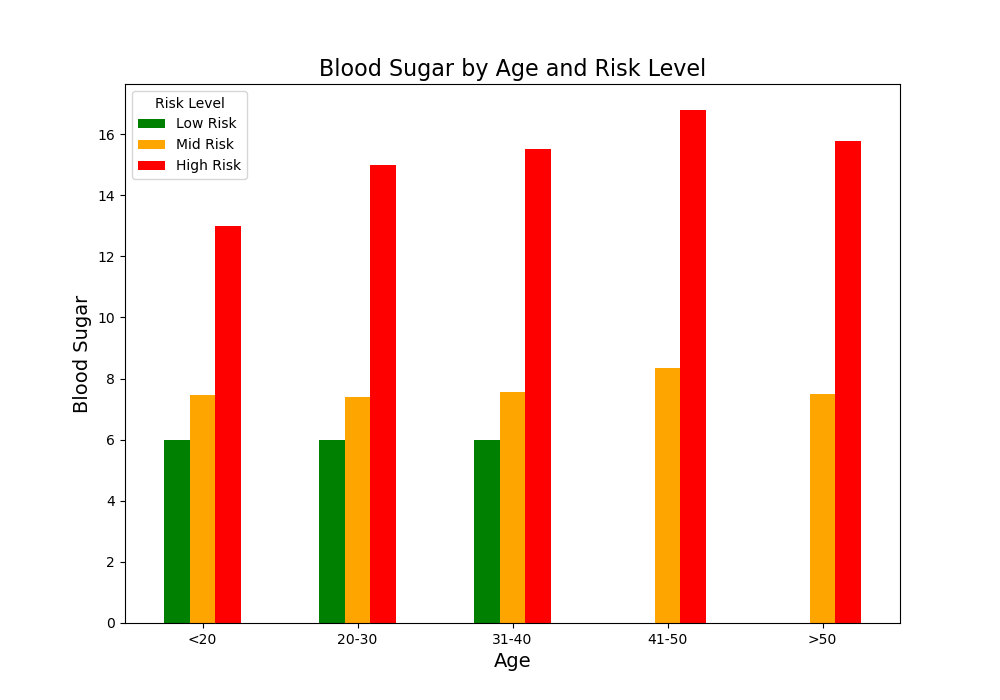 Blood Sugar by Age and Risk Level
Risk Level
Low Risk
Mid Risk
High Risk
Blood Sugar
16
14
12
10
8
6
4
2
0
<20 20-30 31-40 41-50 >50
Age